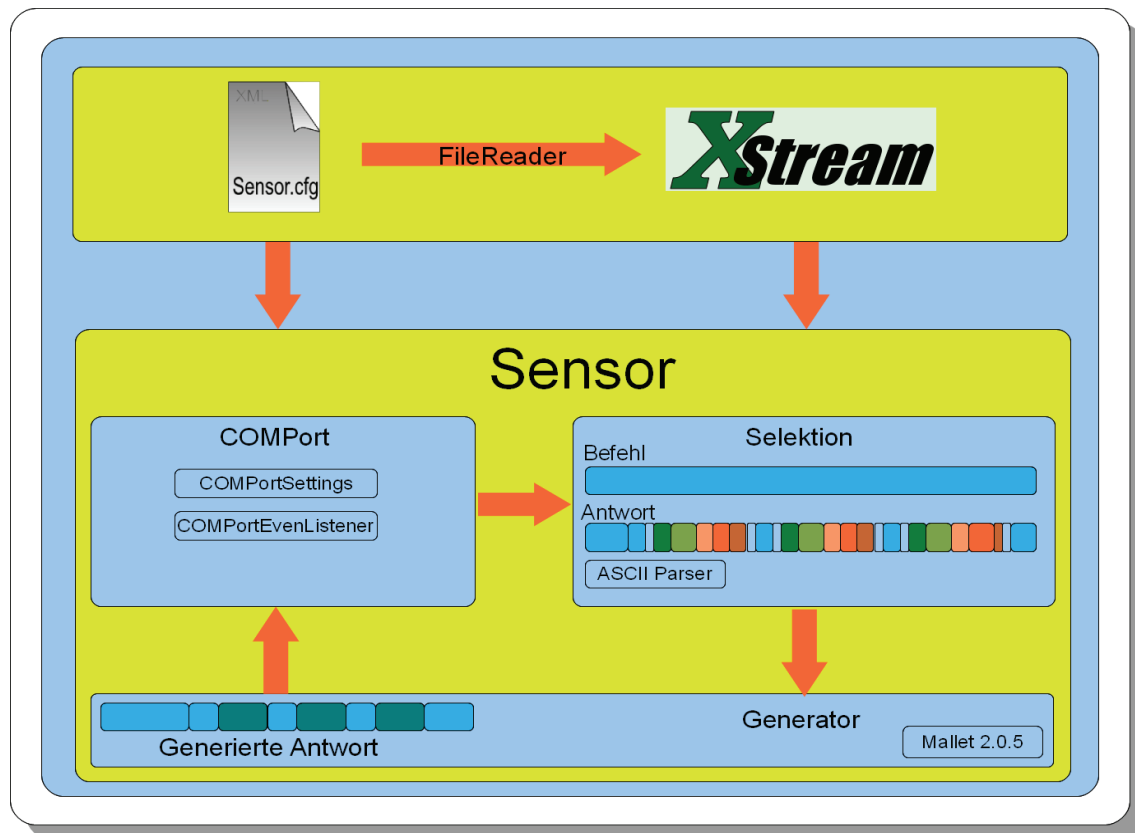 XML
Sensor.cfg
FileReader
XStream
Sensor
COMPort
COMPortSettings
COMPortEvenListener
Selektion
Befehl
Antwort
ASCII Parser
Generierte Antwort
Generator
Mallet 2.0.5